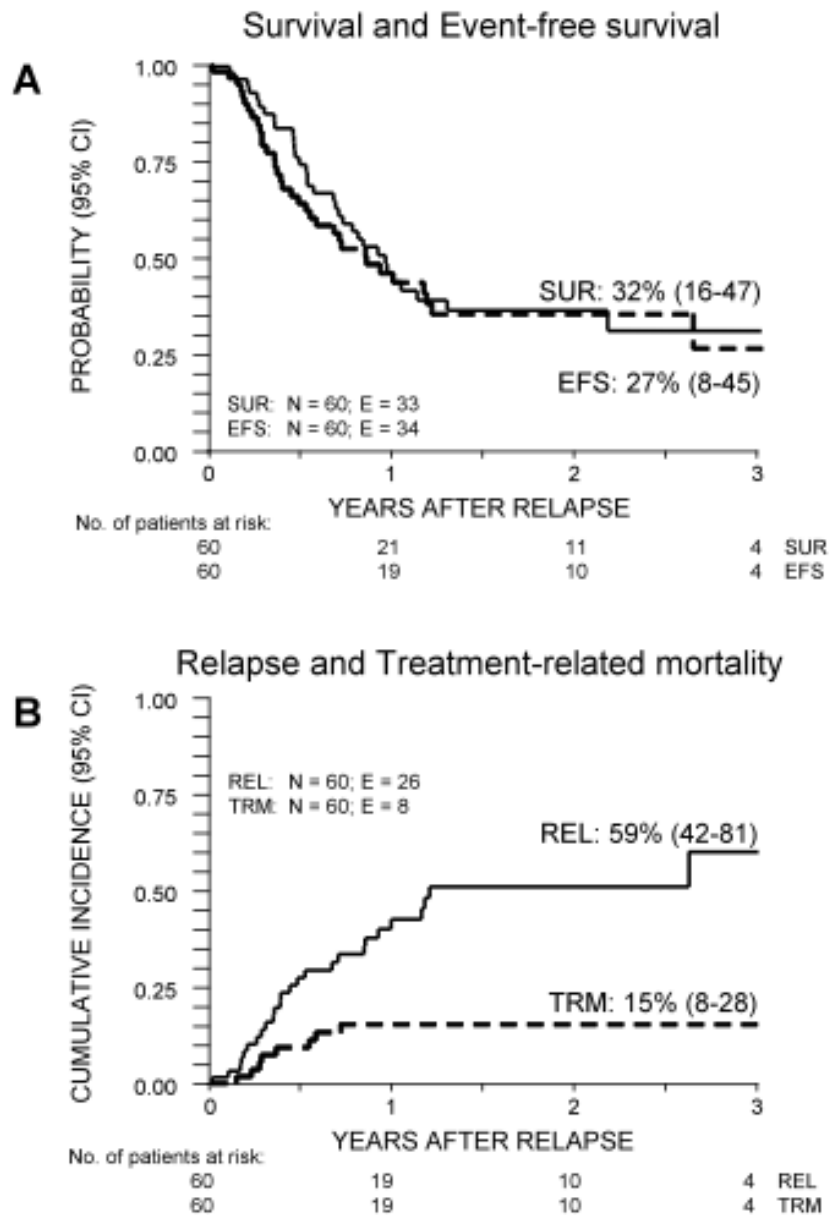 Survival and Event-free survival
A
PROBABILITY (95% CI)
1.00
0.75
0.50
0.25
0.00
SUR: 32% (16-47)
EFS: 27% (8-45)
SUR: N = 60; E = 33
EFS: N = 60; E = 34
0 1 2 3
YEARS AFTER RELAPSE
No. of patients at risk:
60 21 11 4 SUR
60 19 10 4 EFS
Relapse and Treatment-related mortality
B
CUMULATIVE INCIDENCE (95% CI)
1.00
0.75
0.50
0.25
0.00
REL: N = 60; E = 26
TRM: N = 60; E = 8
REL: 59% (42-81)
TRM: 15% (8-28)
0 1 2 3
YEARS AFTER RELAPSE
No. of patients at risk:
60 19 10 4 REL
60 19 10 4 TRM